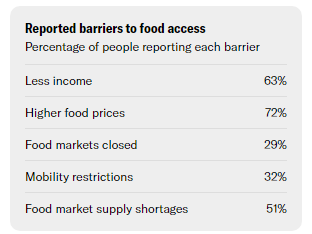 Reported barriers to food access
Percentage of people reporting each barrier
Less income 63%
Higher food prices 72%
Food markets closed 29%
Mobility restrictions 32%
Food market supply shortages 51%